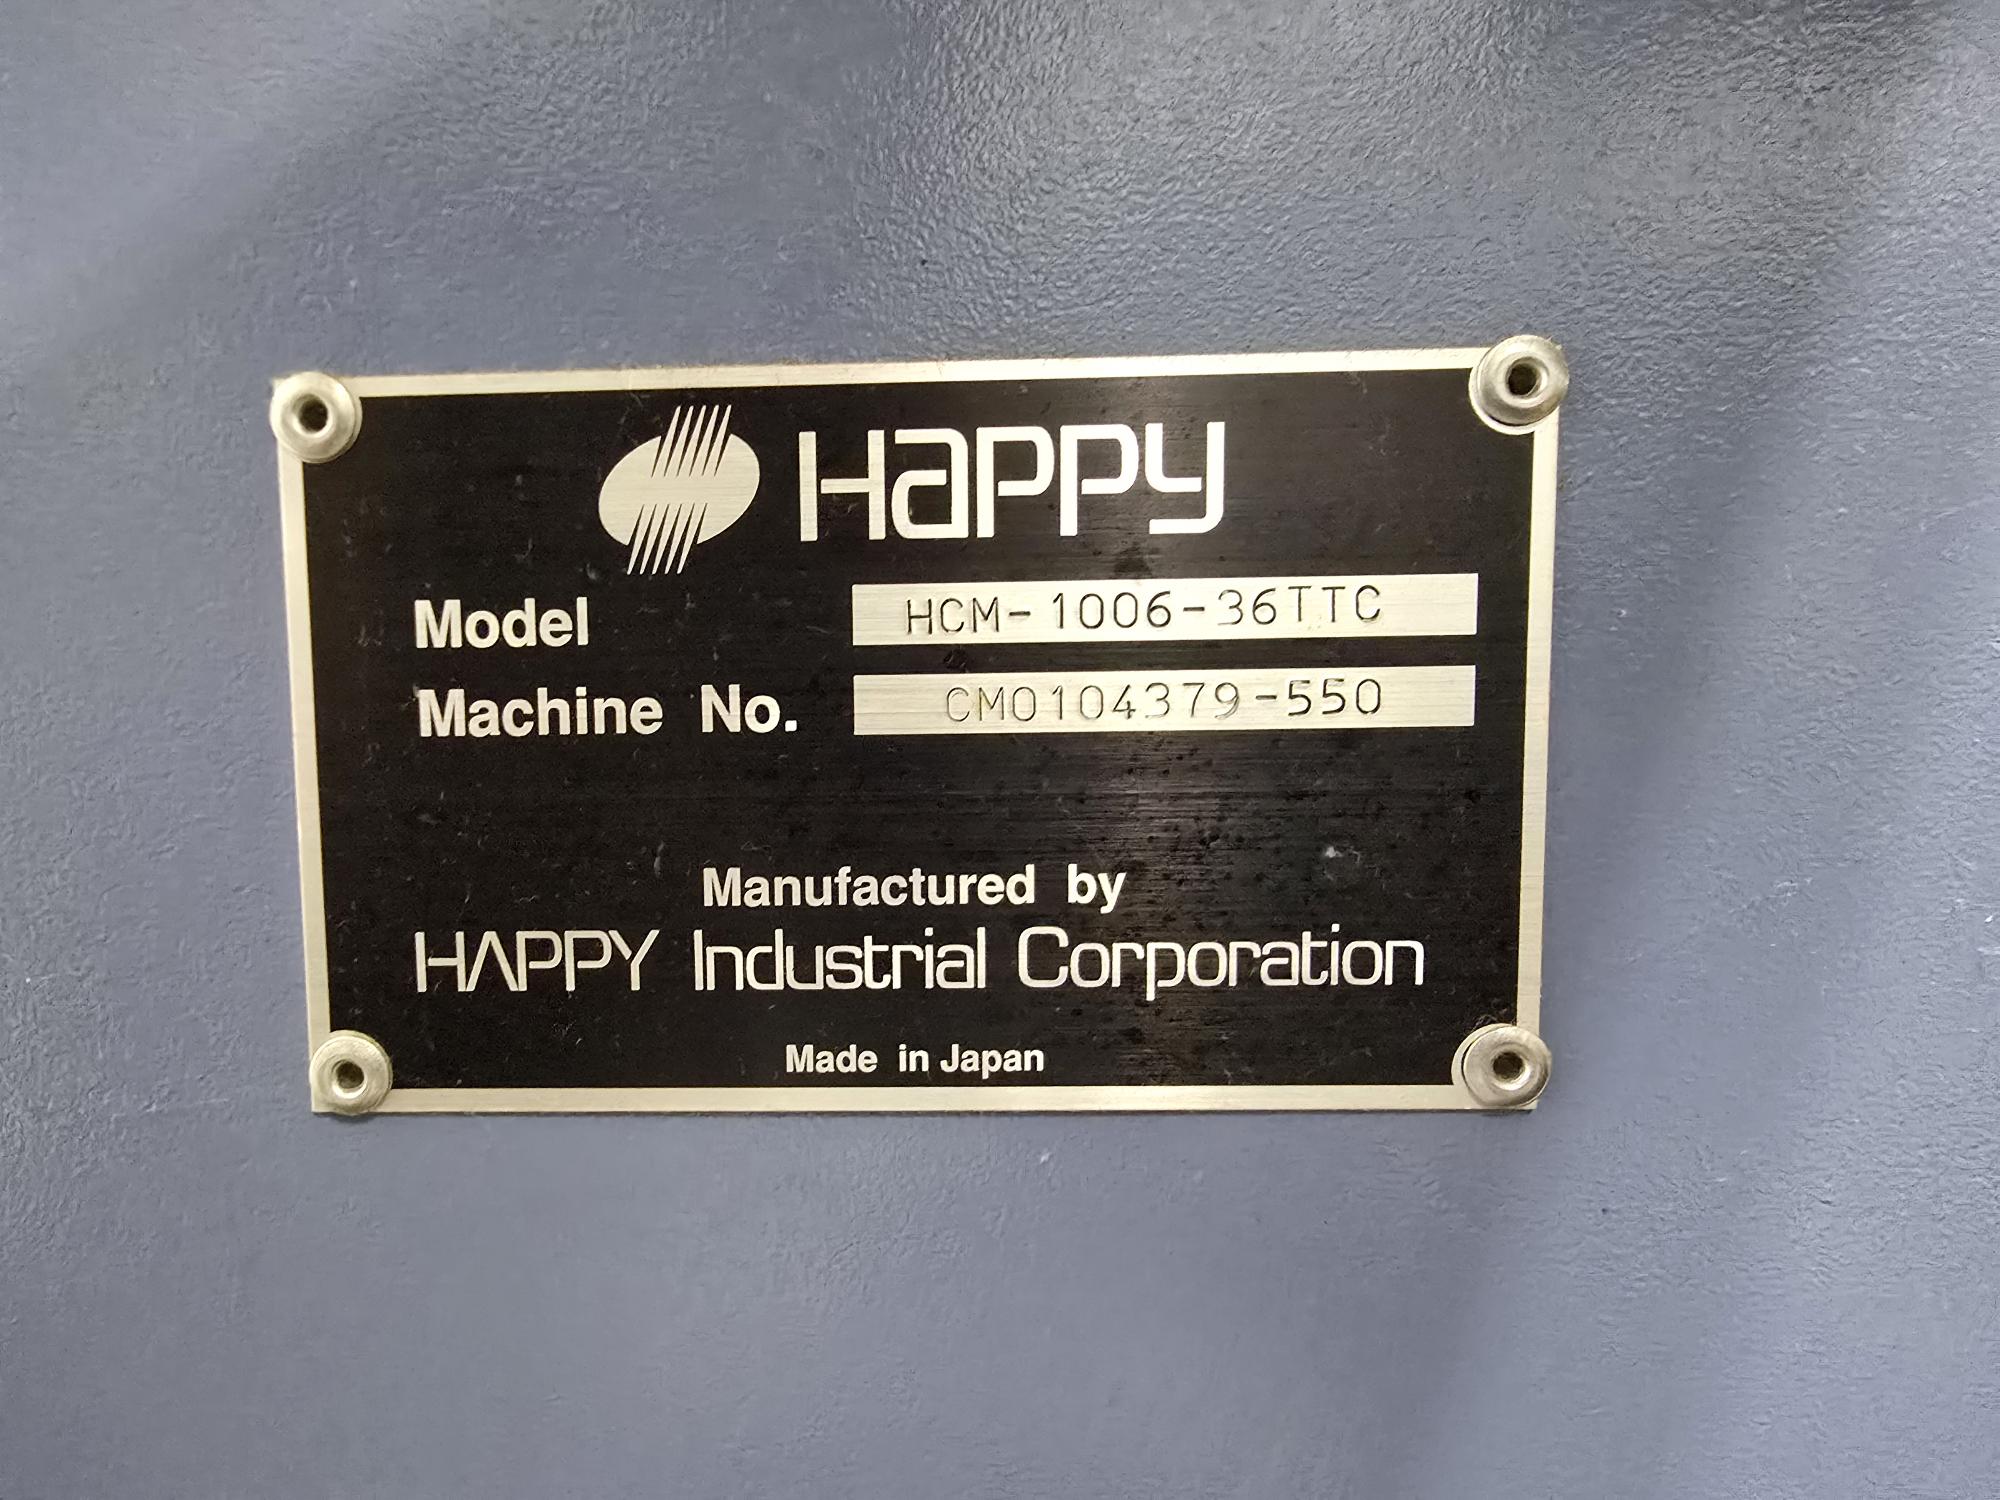 Happy
Model HCM-1006-36TTC
Machine No. CM0104379-550
Manufactured by
HAPPY Industrial Corporation
Made in Japan